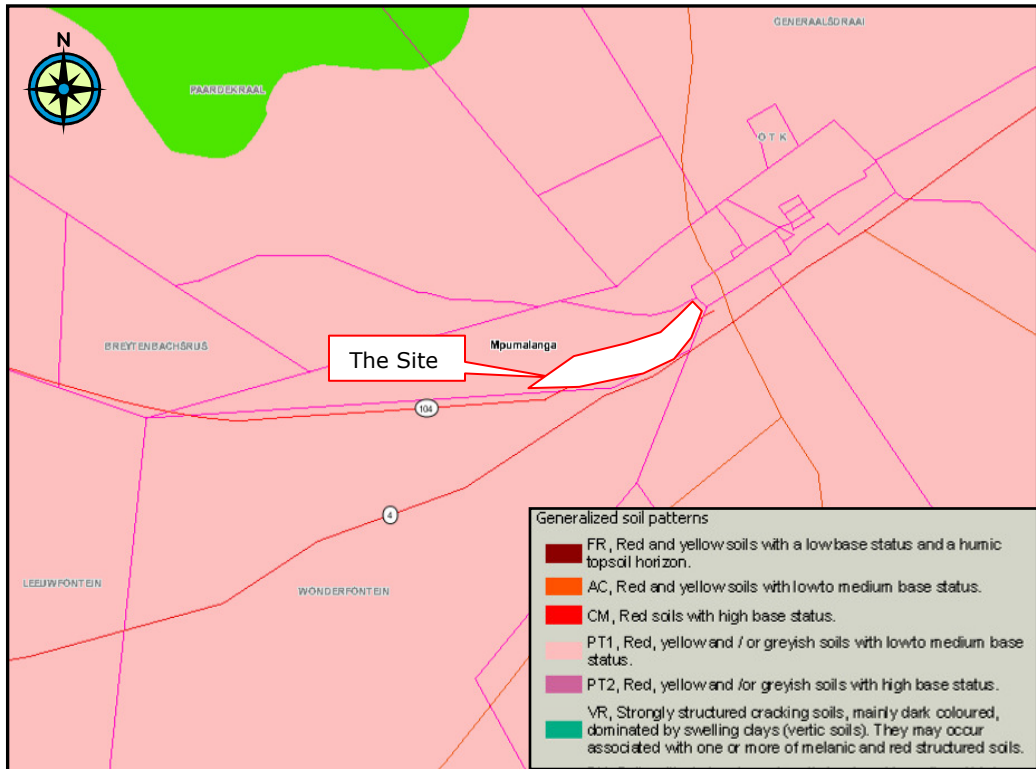 GENERAALSDRAAI
N
PAARDEKRAAL
O T K
BREYTENBACHSRUS
Mpumalanga
The Site
104
4
LEEUWFONTEIN
WONDERFONTEIN
Generalized soil patterns
FR, Red and yellow soils with a low base status and a humic
topsoil horizon.
AC, Red and yellow soils with low to medium base status.
CM, Red soils with high base status.
PT1, Red, yellow and / or greyish soils with low to medium base
status.
PT2, Red, yellow and /or greyish soils with high base status.
VR, Strongly structured cracking soils, mainly dark coloured,
dominated by swelling clays (vertic soils). They may occur
associated with one or more of melanic and red structured soils.